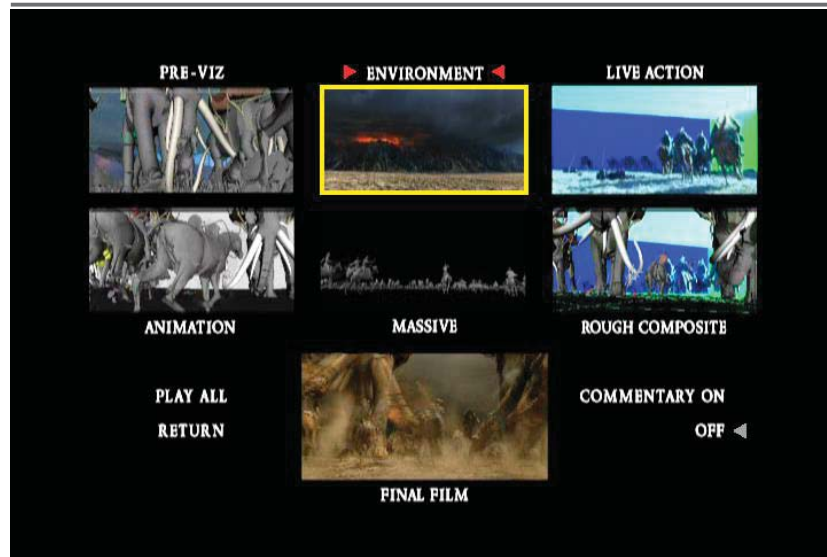 PRE-VIZ
ENVIRONMENT
LIVE ACTION
ANIMATION
MASSIVE
ROUGH COMPOSITE
PLAY ALL
COMMENTARY ON
RETURN
OFF
FINAL FILM